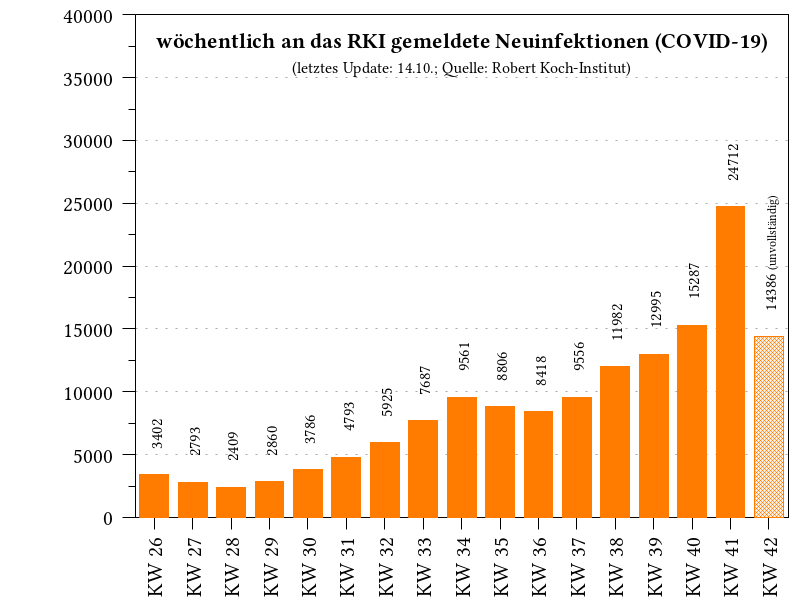 wöchentlich an das RKI gemeldete Neuinfektionen (COVID-19)
(letztes Update: 14.10.; Quelle: Robert Koch-Institut)
40000
35000
30000
25000
20000
15000
10000
5000
0
3402
2793
2409
2860
3786
4793
5925
7687
9561
8806
8418
9556
11982
12995
15287
24712
14386 (unvollständig)
KW 26
KW 27
KW 28
KW 29
KW 30
KW 31
KW 32
KW 33
KW 34
KW 35
KW 36
KW 37
KW 38
KW 39
KW 40
KW 41
KW 42